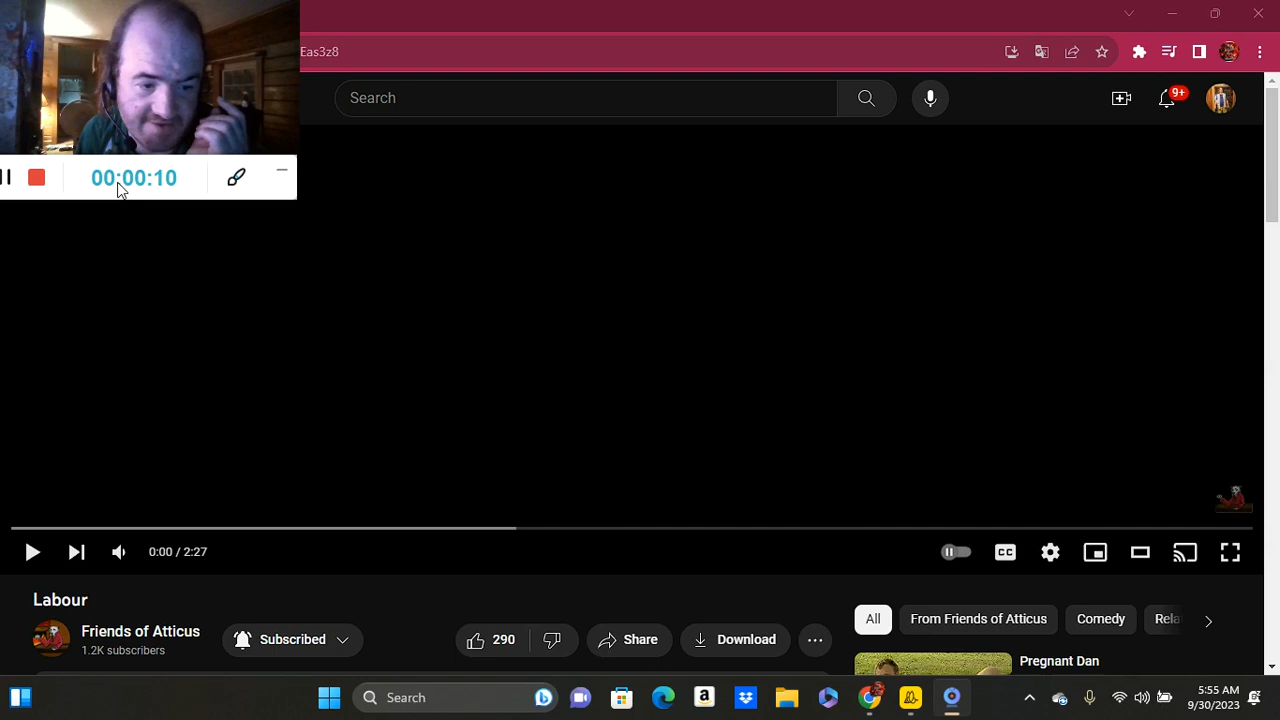 Eas3z8
Search
9+
00:00:10
0:00 / 2:27
CC
Labour
Friends of Atticus
1.2K subscribers
Subscribed
290
Share
Download
All
From Friends of Atticus
Comedy
Rela
Pregnant Dan
Search
5:55 AM
9/30/2023